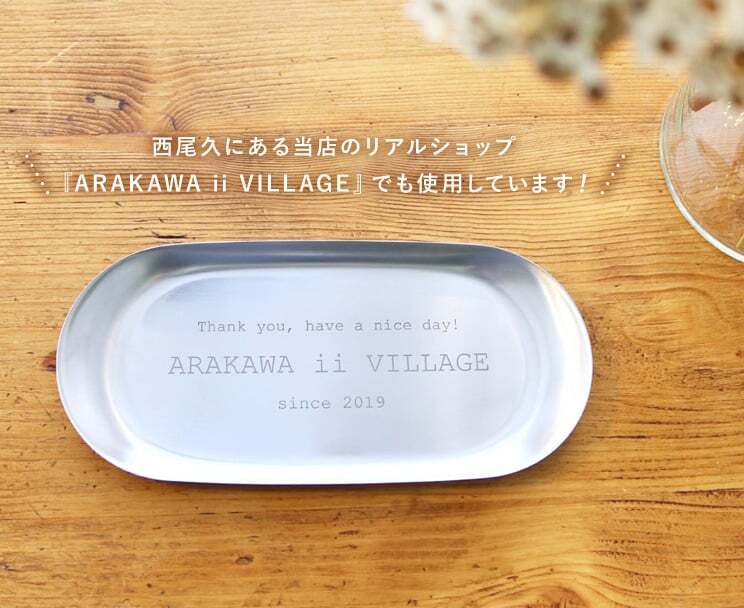 西尾久にある当店のリアルショップ
『ARAKAWA ii VILLAGE』でも使用しています！
Thank you, have a nice day!
ARAKAWA ii VILLAGE
since 2019